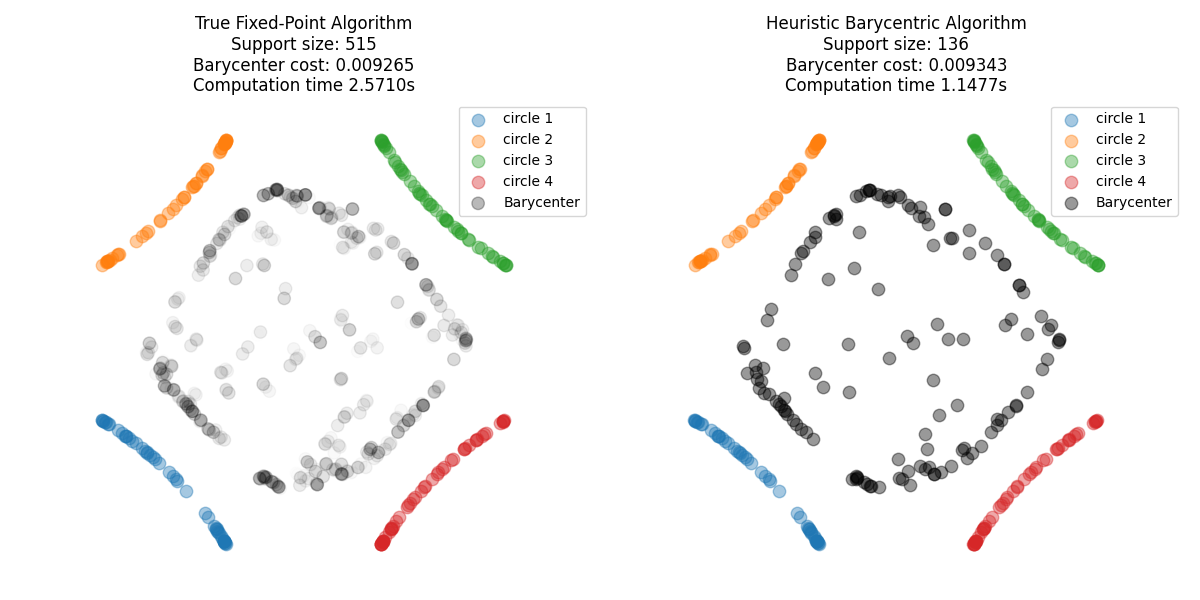 True Fixed-Point Algorithm
Support size: 515
Barycenter cost: 0.009265
Computation time 2.5710s
circle 1
circle 2
circle 3
circle 4
Barycenter
Heuristic Barycentric Algorithm
Support size: 136
Barycenter cost: 0.009343
Computation time 1.1477s
circle 1
circle 2
circle 3
circle 4
Barycenter